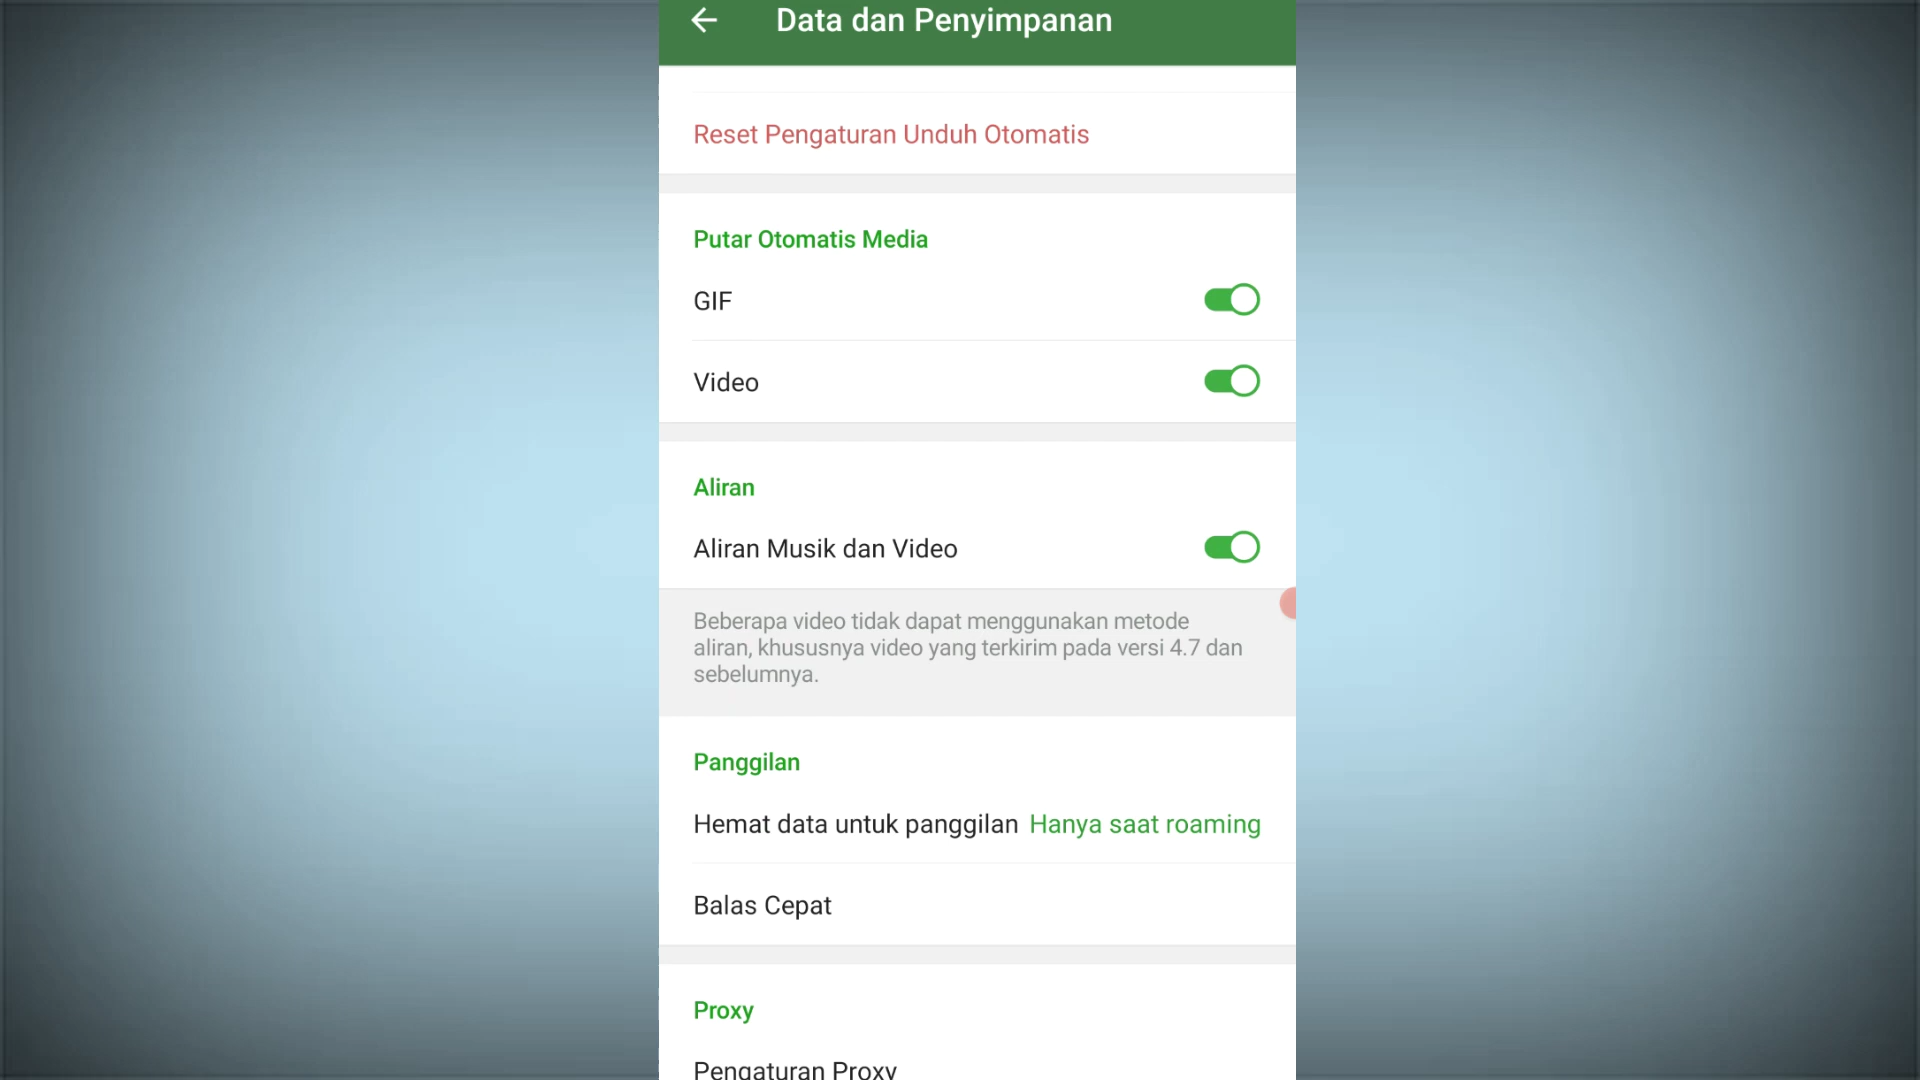 Data dan Penyimpanan
Reset Pengaturan Unduh Otomatis
Putar Otomatis Media
GIF
Video
Aliran
Aliran Musik dan Video
Beberapa video tidak dapat menggunakan metode
aliran, khususnya video yang terkirim pada versi 4.7 dan
sebelumnya.
Panggilan
Hemat data untuk panggilan Hanya saat roaming
Balas Cepat
Proxy
Pengaturan Proxy